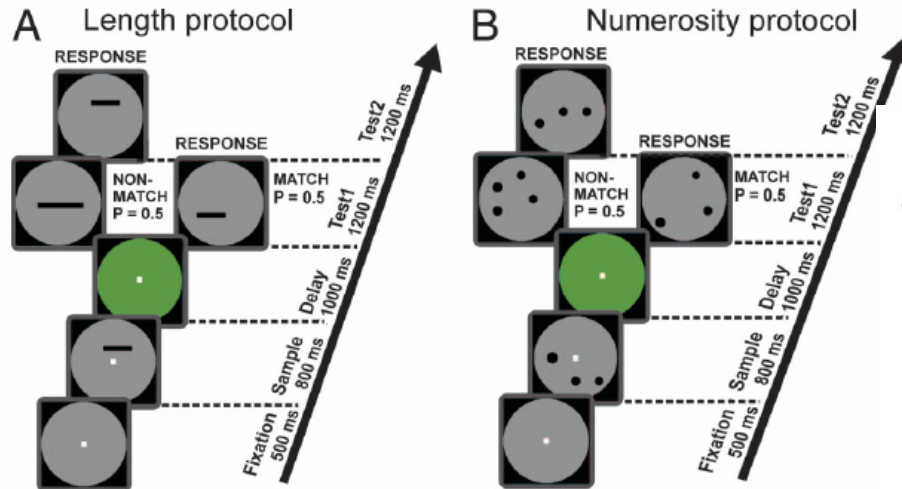 A Length protocol
RESPONSE
RESPONSE
NON-
MATCH
P = 0.5
MATCH
P = 0.5
Test2
1200 ms
Test1
1200 ms
Delay
1000 ms
Sample
800 ms
Fixation
500 ms
B Numerosity protocol
RESPONSE
RESPONSE
NON-
MATCH
P = 0.5
MATCH
P = 0.5
Test2
1200 ms
Test1
1200 ms
Delay
1000 ms
Sample
800 ms
Fixation
500 ms